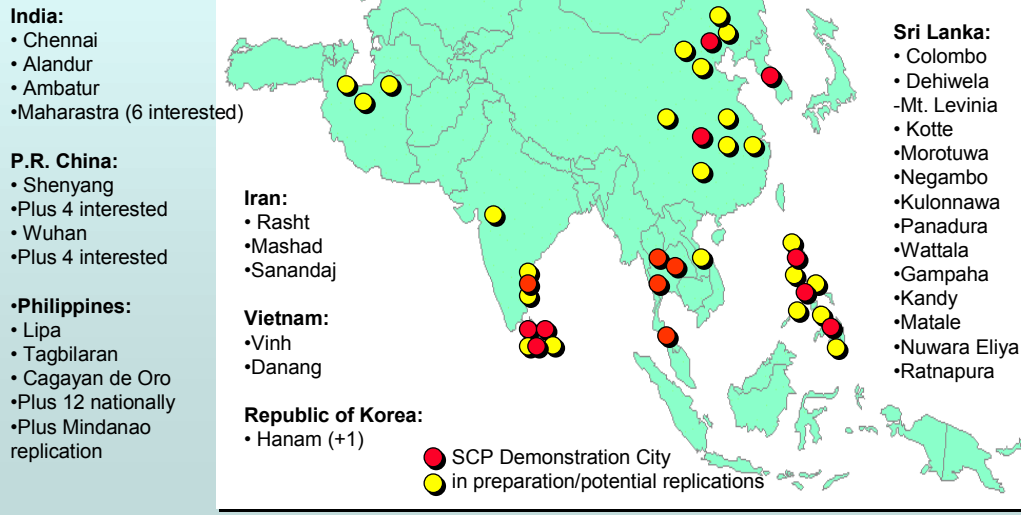 India:
• Chennai
• Alandur
• Ambatur
•Maharastra (6 interested)
P.R. China:
• Shenyang
•Plus 4 interested
• Wuhan
•Plus 4 interested
•Philippines:
• Lipa
• Tagbilaran
• Cagayan de Oro
•Plus 12 nationally
•Plus Mindanao
replication
Iran:
• Rasht
•Mashad
•Sanandaj
Vietnam:
•Vinh
•Danang
Republic of Korea:
• Hanam (+1)
SCP Demonstration City
in preparation/potential replications
Sri Lanka:
• Colombo
• Dehiwela
-Mt. Levinia
• Kotte
•Morotuwa
•Negambo
•Kulonnawa
•Panadura
•Wattala
•Gampaha
•Kandy
•Matale
•Nuwara Eliya
•Ratnapura